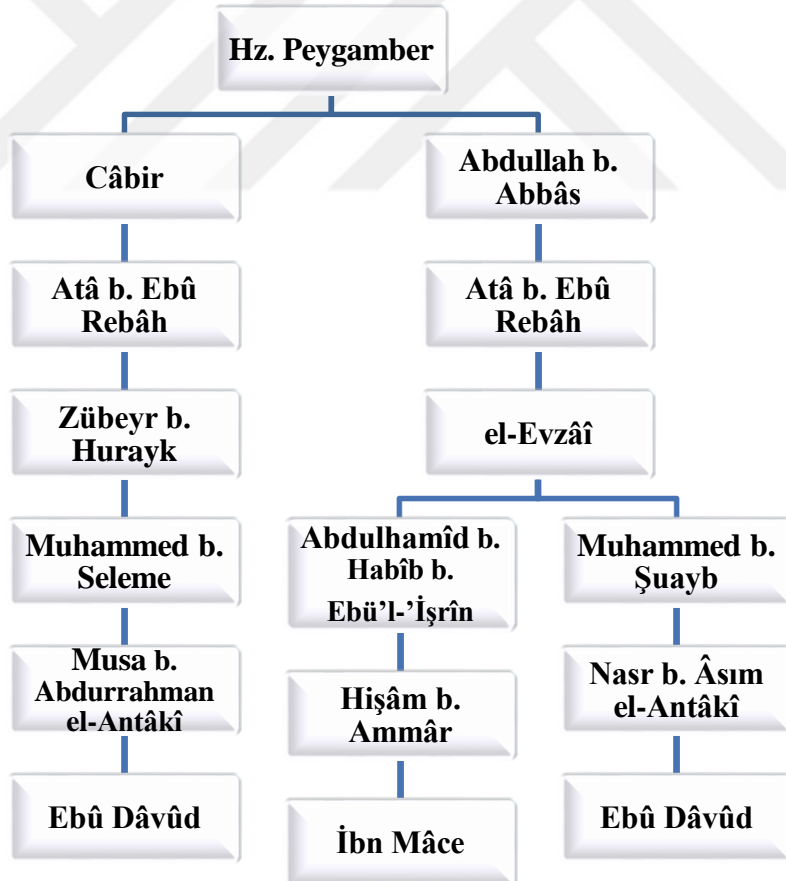 Hz. Peygamber
Câbir
Abdullah b.
Abbâs
Atâ b. Ebû
Rebâh
Atâ b. Ebû
Rebâh
Zübeyr b.
Hurayk
el-Evzâî
Muhammed b.
Seleme
Abdulhamîd b.
Habîb b.
Ebü’l-’İşrîn
Muhammed b.
Şuayb
Musa b.
Abdurrahman
el-Antâkî
Hişâm b.
Ammâr
Nasr b. Âsım
el-Antâkî
Ebû Dâvûd
İbn Mâce
Ebû Dâvûd